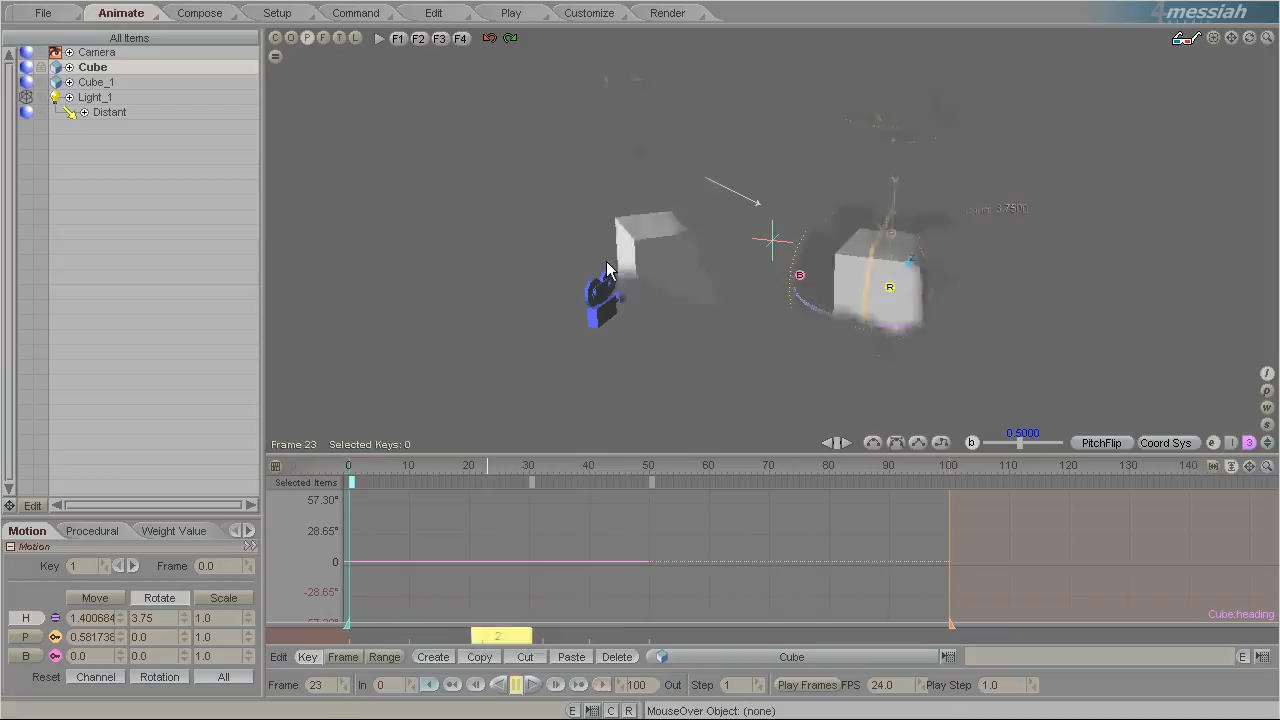 File Animate Compose Setup Command Edit Play Customize Render 4messiah
All Items
Camera
Cube
Cube_1
Light_1
Distant
C O P F T L F1 F2 F3 F4
3.7500
B
R
Frame 23 Selected Keys: 0
b 0.5000 PitchFlip Coord Sys e l 3
/
p
w
s
0 10 20 30 40 50 60 70 80 90 100 110 120 130 140
Selected Items
57.30°
28.65°
0
-28.65°
Cube:heading
Edit
Motion Procedural Weight Value
Motion
Key 1 Frame 0.0
Move Rotate Scale
H 1.400684 3.75 1.0
P 0.581738 0.0 1.0
B 0.0 0.0 1.0
Reset Channel Rotation All
2
Edit Key Frame Range Create Copy Cut Paste Delete Cube E
Frame 23 In 0 100 Out Step 1 Play Frames FPS 24.0 Play Step 1.0
E C R MouseOver Object: (none)